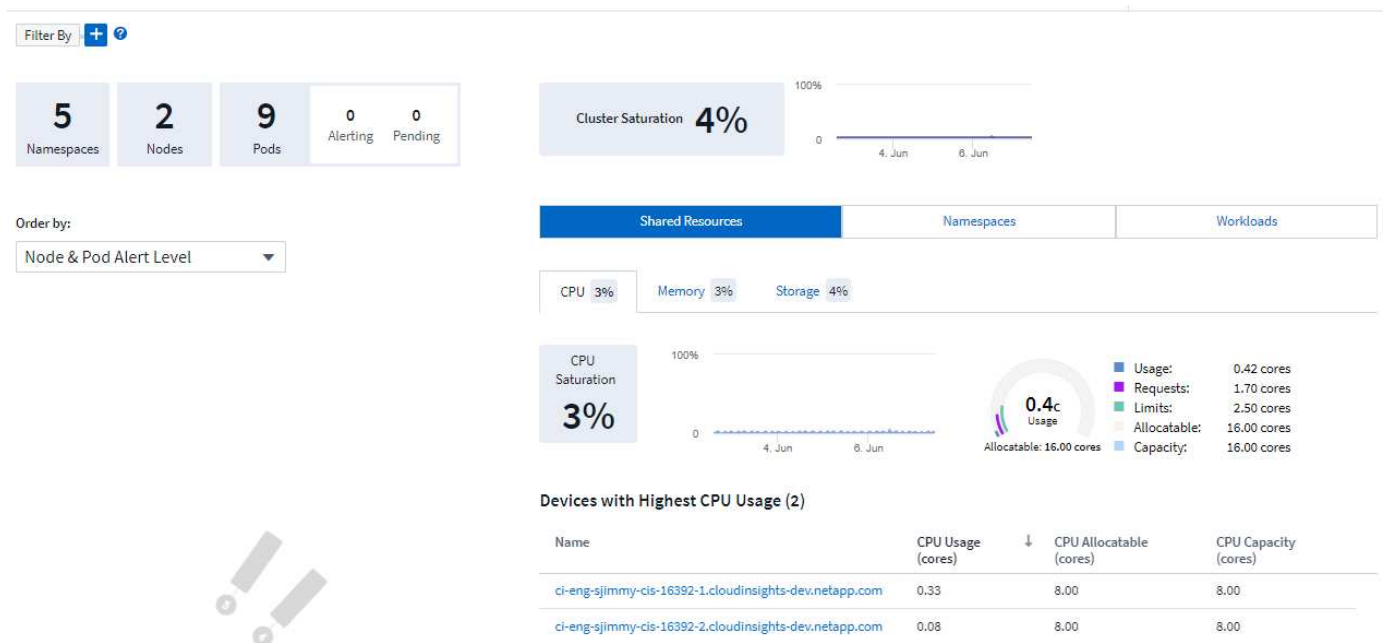 Filter By + ?
5 Namespaces
2 Nodes
9 Pods
0 Alerting
0 Pending
Cluster Saturation 4%
100%
0
4. Jun 6. Jun
Order by:
Node & Pod Alert Level
Shared Resources Namespaces Workloads
CPU 3% Memory 3% Storage 4%
CPU
Saturation
3%
100%
0
4. Jun 6. Jun
0.4c
Usage
Allocatable: 16.00 cores
Usage: 0.42 cores
Requests: 1.70 cores
Limits: 2.50 cores
Allocatable: 16.00 cores
Capacity: 16.00 cores
Devices with Highest CPU Usage (2)
Name CPU Usage ↓ CPU Allocatable CPU Capacity
(cores) (cores) (cores)
ci-eng-sjimmy-cis-16392-1.cloudinsights-dev.netapp.com 0.33 8.00 8.00
ci-eng-sjimmy-cis-16392-2.cloudinsights-dev.netapp.com 0.08 8.00 8.00